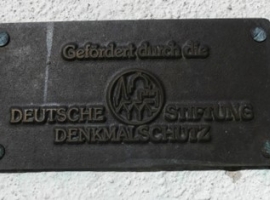 Gefördert durch die
DEUTSCHE STIFTUNG
DENKMALSCHUTZ